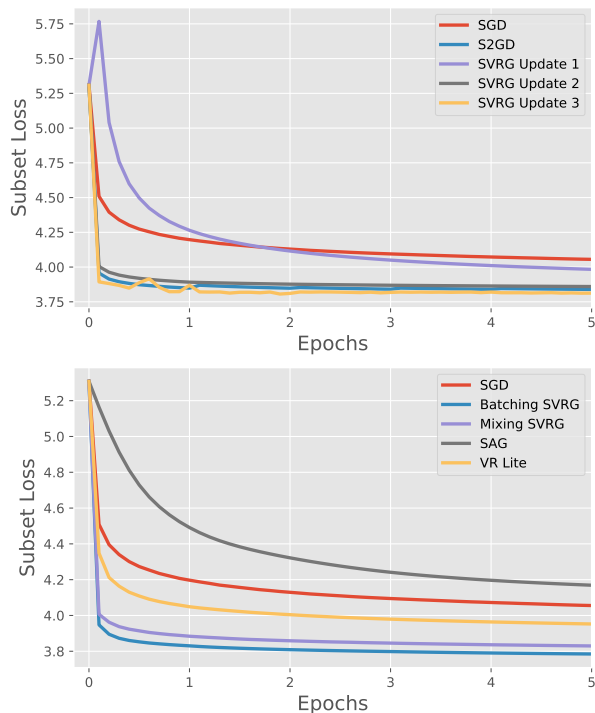 5.75
5.50
5.25
5.00
4.75
4.50
4.25
4.00
3.75
Subset Loss
SGD
S2GD
SVRG Update 1
SVRG Update 2
SVRG Update 3
0 1 2 3 4 5
Epochs
5.2
5.0
4.8
4.6
4.4
4.2
4.0
3.8
Subset Loss
SGD
Batching SVRG
Mixing SVRG
SAG
VR Lite
0 1 2 3 4 5
Epochs